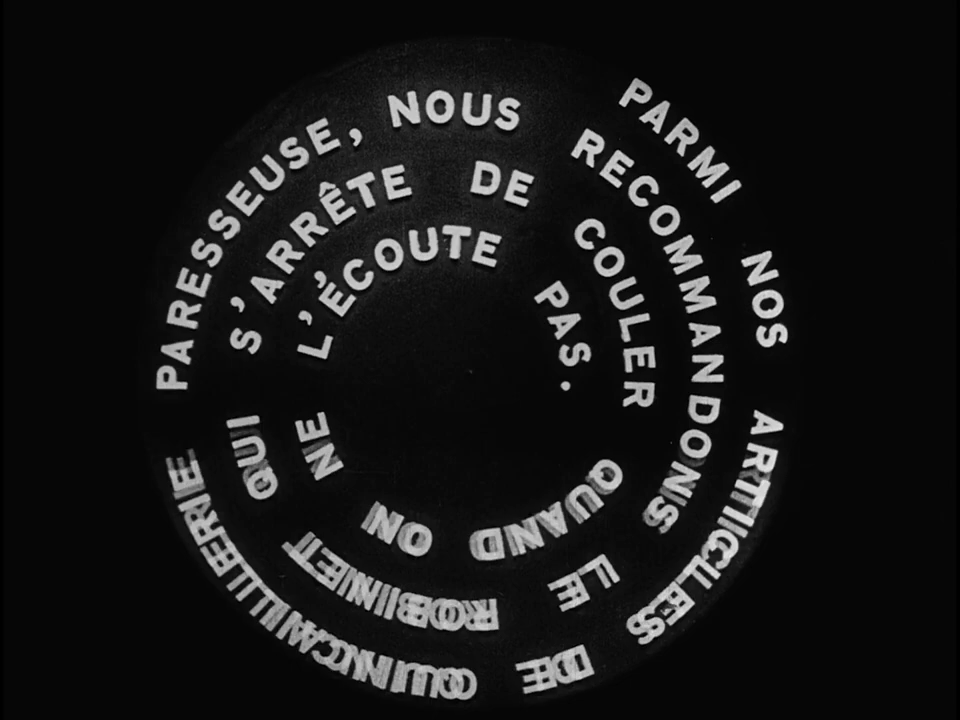 PARMI NOS ARTICLES DE QUINCAILLERIE PARESSEUSE, NOUS RECOMMANDONS LE ROBINET QUI S'ARRÊTE DE COULER QUAND ON NE L'ÉCOUTE PAS.